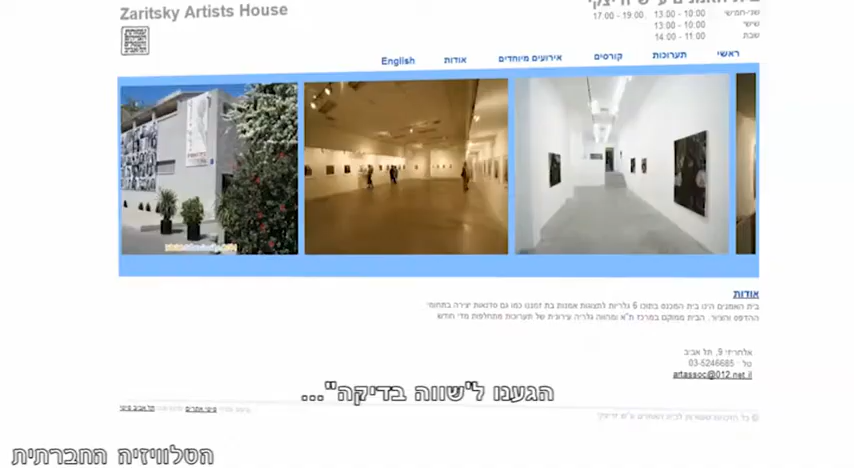 Zaritsky Artists House
שני-חמישי 10:00 - 13:00 17:00 - 19:00
שישי 10:00 - 13:00
שבת 11:00 - 14:00
ראשי תערוכות קורסים אירועים מיוחדים אודות English
אודות
בית האמנים הינו בית המכנס בתוכו 6 גלריות לתצוגות אמנות בת זמננו כמו גם סדנאות יצירה בתחומי
ההדפס והציור. הבית ממוקם במרכז ת"א ומהווה גלריה עירונית של תערוכות מתחלפות מדי חודש
אלחריזי 9, תל אביב
טל - 03-5246685
artassoc@012.net.il
הגענו ל"שווה בדיקה"...
הטלוויזיה החברתית